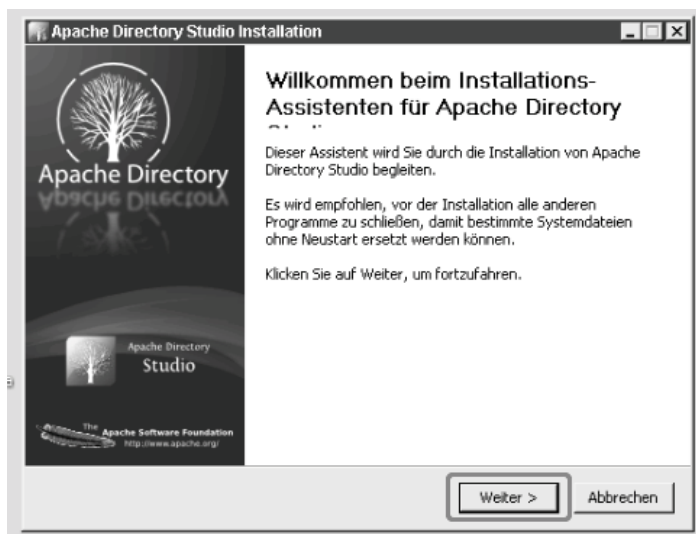 Apache Directory Studio Installation
Apache Directory
Apache Directory
Studio
The
Apache Software Foundation
http://www.apache.org/
Willkommen beim Installations-
Assistenten für Apache Directory
Dieser Assistent wird Sie durch die Installation von Apache
Directory Studio begleiten.
Es wird empfohlen, vor der Installation alle anderen
Programme zu schließen, damit bestimmte Systemdateien
ohne Neustart ersetzt werden können.
Klicken Sie auf Weiter, um fortzufahren.
Weiter >
Abbrechen